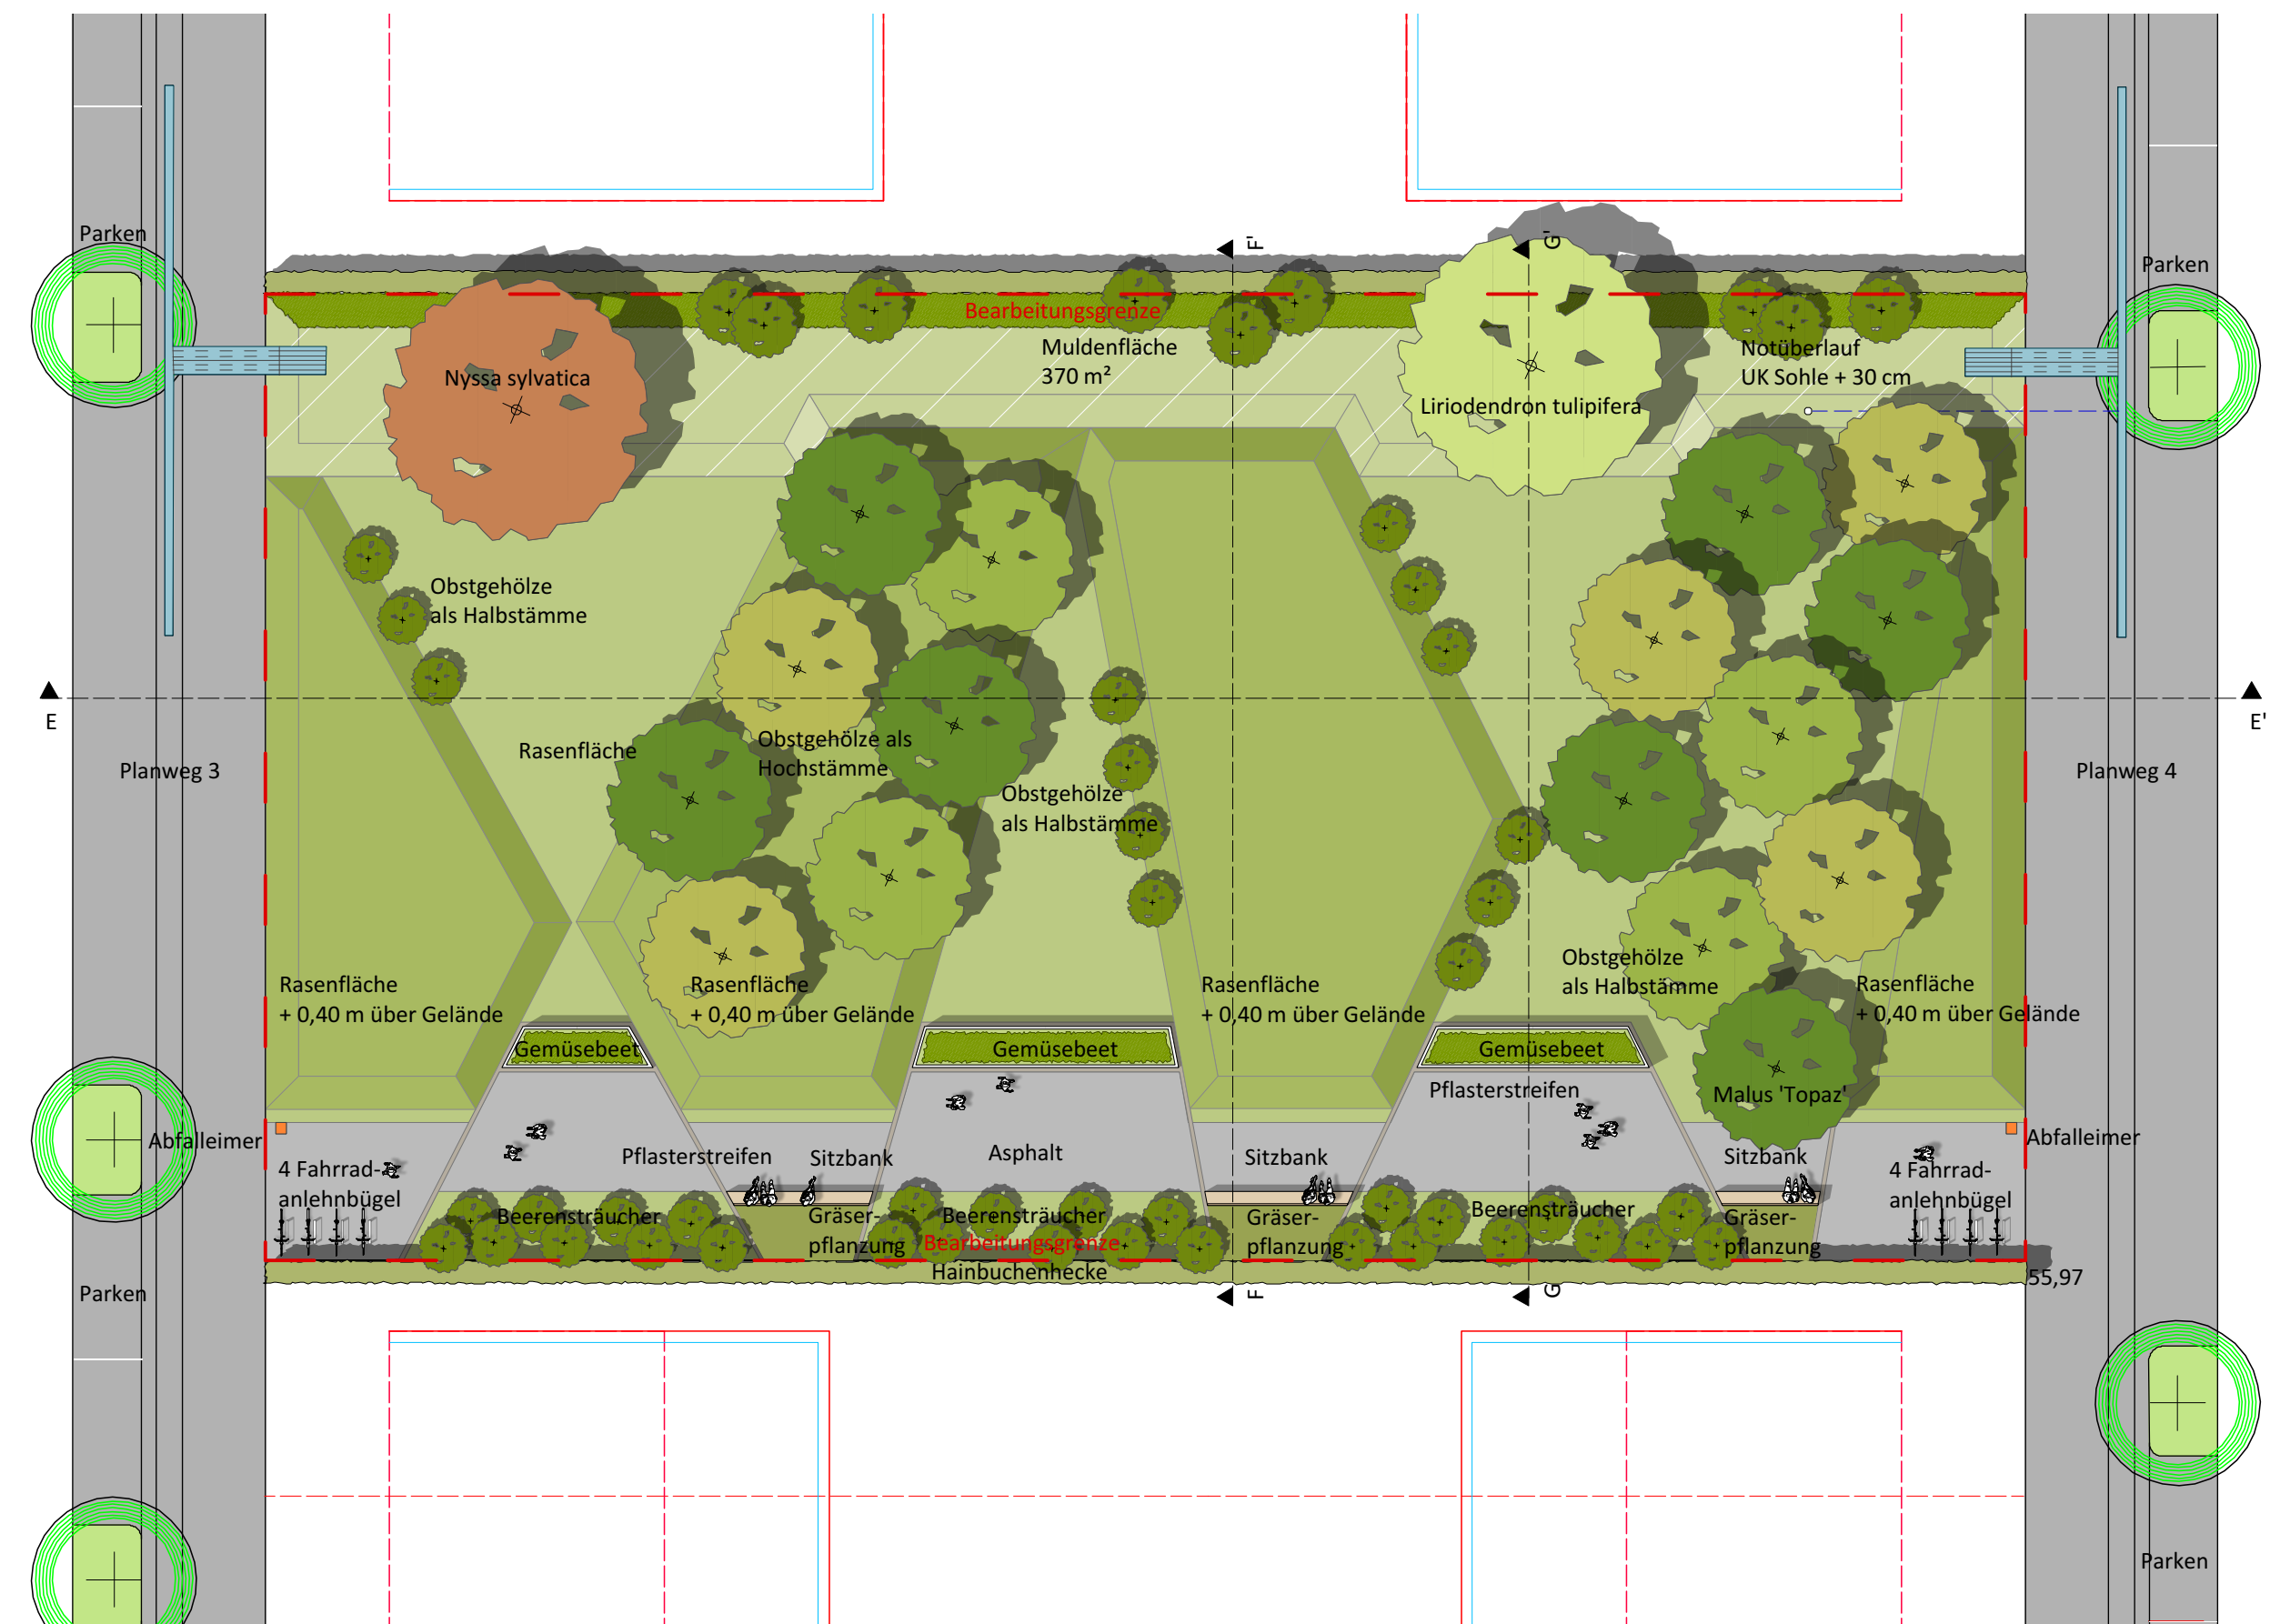 F'
G'
Parken
Parken
Bearbeitungsgrenze
Muldenfläche
370 m²
Notüberlauf
UK Sohle + 30 cm
Nyssa sylvatica
Liriodendron tulipifera
Obstgehölze
als Halbstämme
E
E'
Rasenfläche
Obstgehölze als
Hochstämme
Planweg 3
Planweg 4
Obstgehölze
als Halbstämme
Obstgehölze
als Halbstämme
Rasenfläche
+ 0,40 m über Gelände
Rasenfläche
+ 0,40 m über Gelände
Rasenfläche
+ 0,40 m über Gelände
Rasenfläche
+ 0,40 m über Gelände
Gemüsebeet
Gemüsebeet
Gemüsebeet
Pflasterstreifen
Malus 'Topaz'
Abfalleimer
Abfalleimer
Pflasterstreifen
Sitzbank
Asphalt
Sitzbank
Sitzbank
4 Fahrrad-
anlehnbügel
4 Fahrrad-
anlehnbügel
Beerensträucher
Gräser-
pflanzung
Beerensträucher
Bearbeitungsgrenze
Gräser-
pflanzung
Beerensträucher
Gräser-
pflanzung
Hainbuchenhecke
55,97
Parken
F
G
Parken